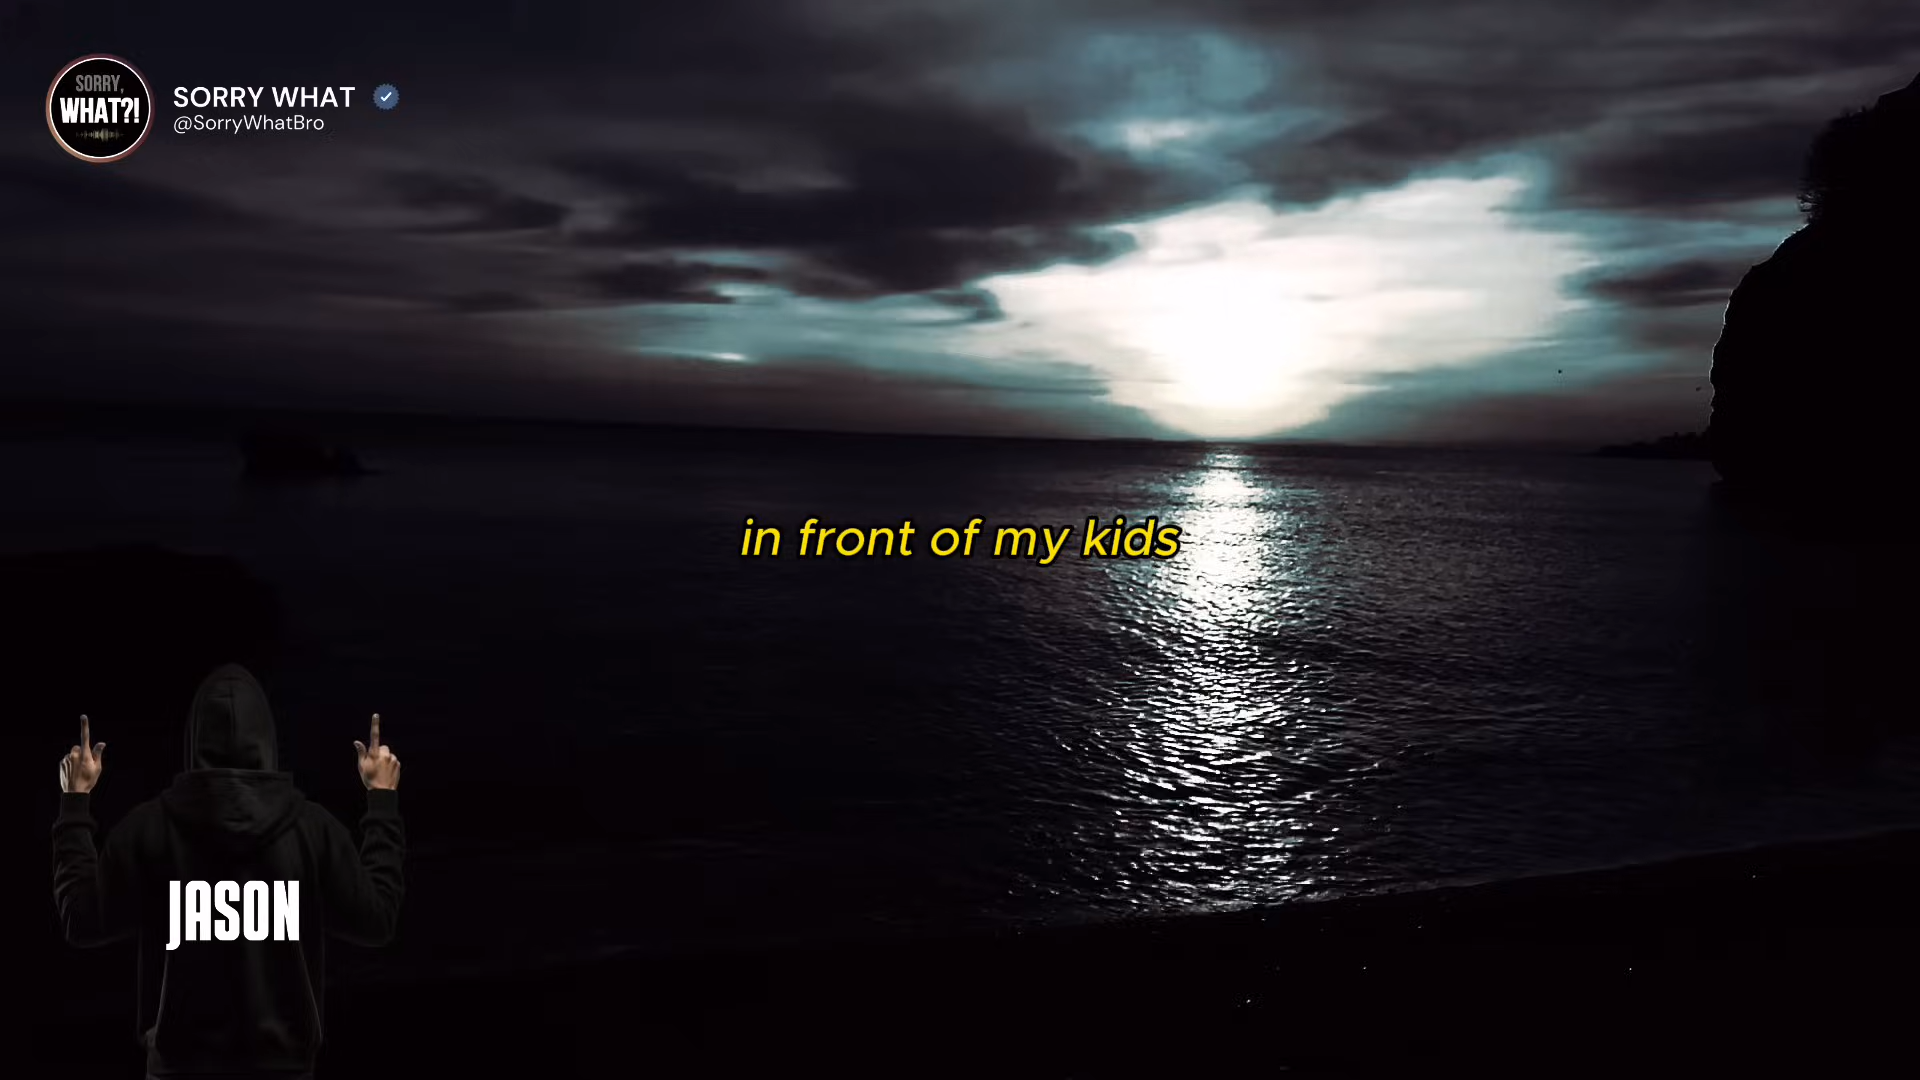 SORRY,
WHAT?!
SORRY WHAT
@SorryWhatBro
in front of my kids
JASON